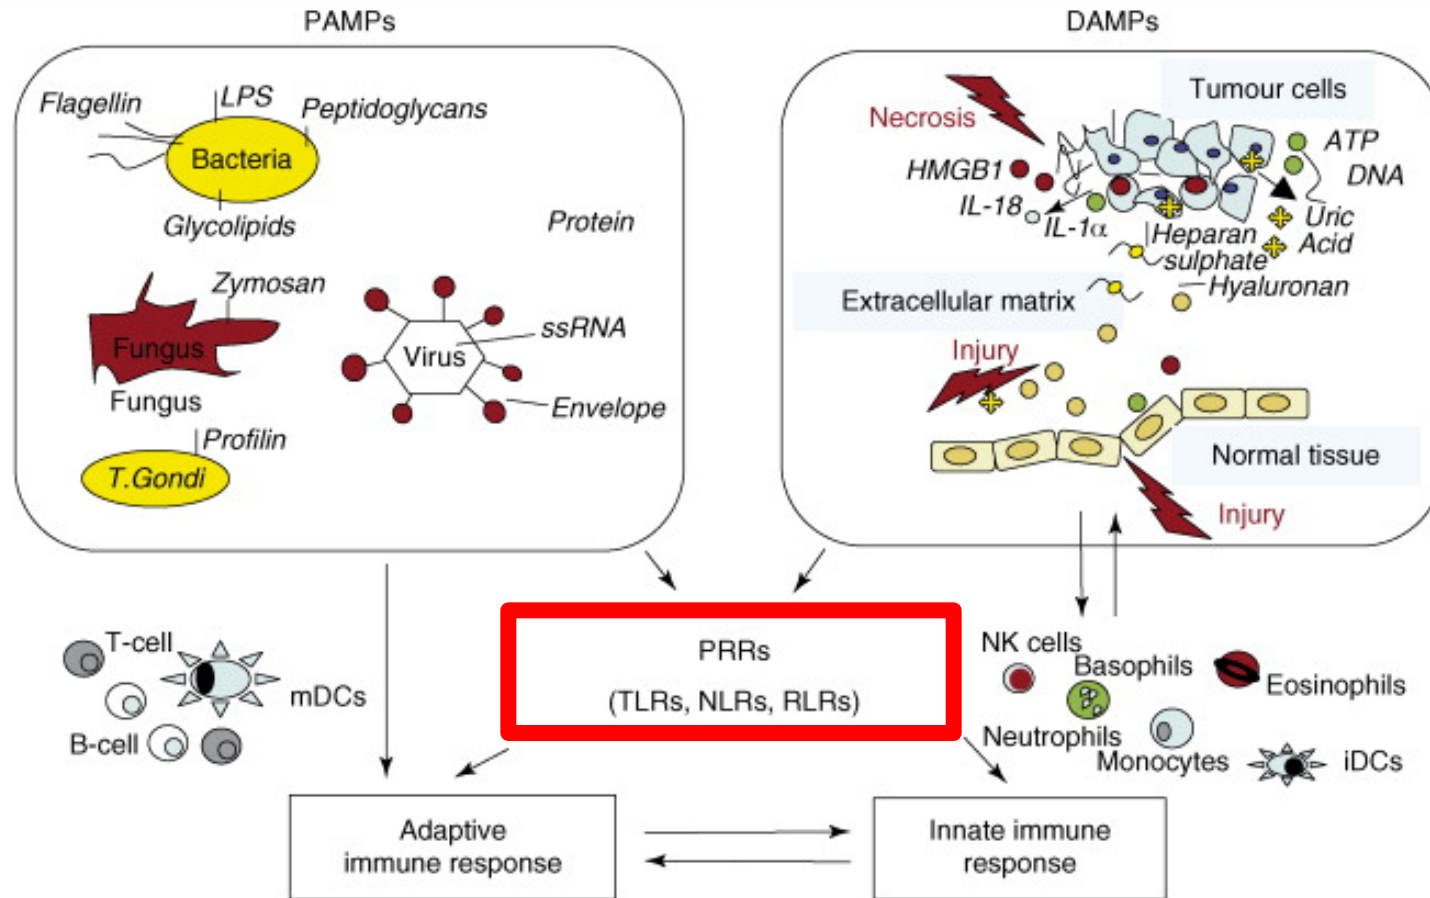 PAMPs
Flagellin
LPS
Peptidoglycans
Bacteria
Glycolipids
Protein
Zymosan
Fungus
Fungus
ssRNA
Virus
Envelope
Profilin
T.Gondi
DAMPs
Tumour cells
Necrosis
ATP
DNA
HMGB1
IL-18
IL-1α
Uric
Acid
Heparan
sulphate
Hyaluronan
Extracellular matrix
Injury
Normal tissue
Injury
T-cell
mDCs
B-cell
PRRs
(TLRs, NLRs, RLRs)
NK cells
Basophils
Eosinophils
Neutrophils
Monocytes
iDCs
Adaptive
immune response
Innate immune
response